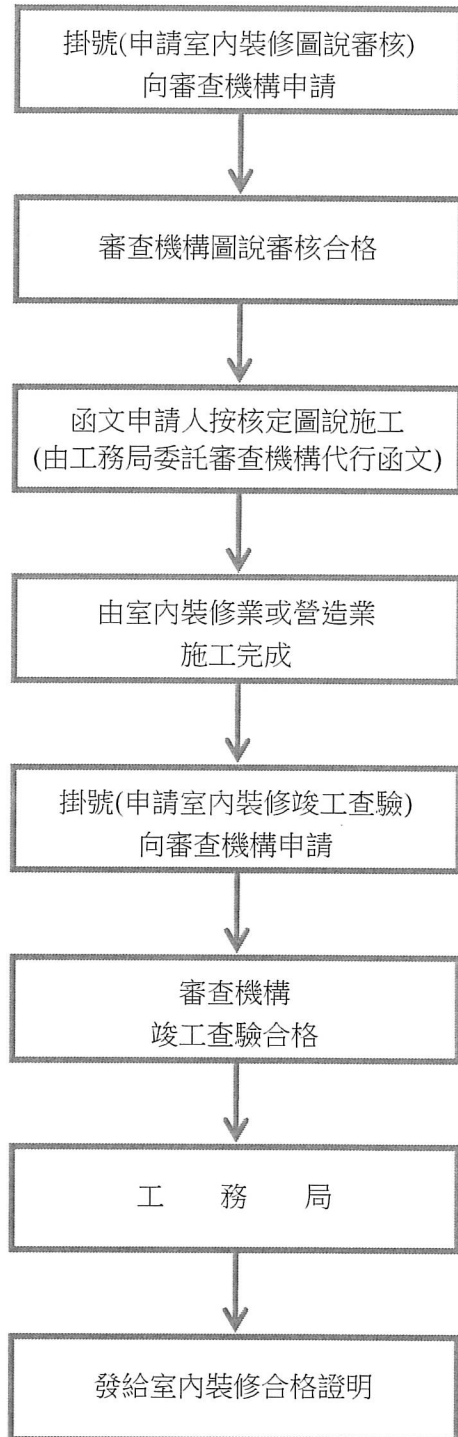 掛號(申請室內裝修圖說審核)
向審查機構申請
審查機構圖說審核合格
函文申請人按核定圖說施工
(由工務局委託審查機構代行函文)
由室內裝修業或營造業
施工完成
掛號(申請室內裝修竣工查驗)
向審查機構申請
審查機構
竣工查驗合格
工 務 局
發給室內裝修合格證明